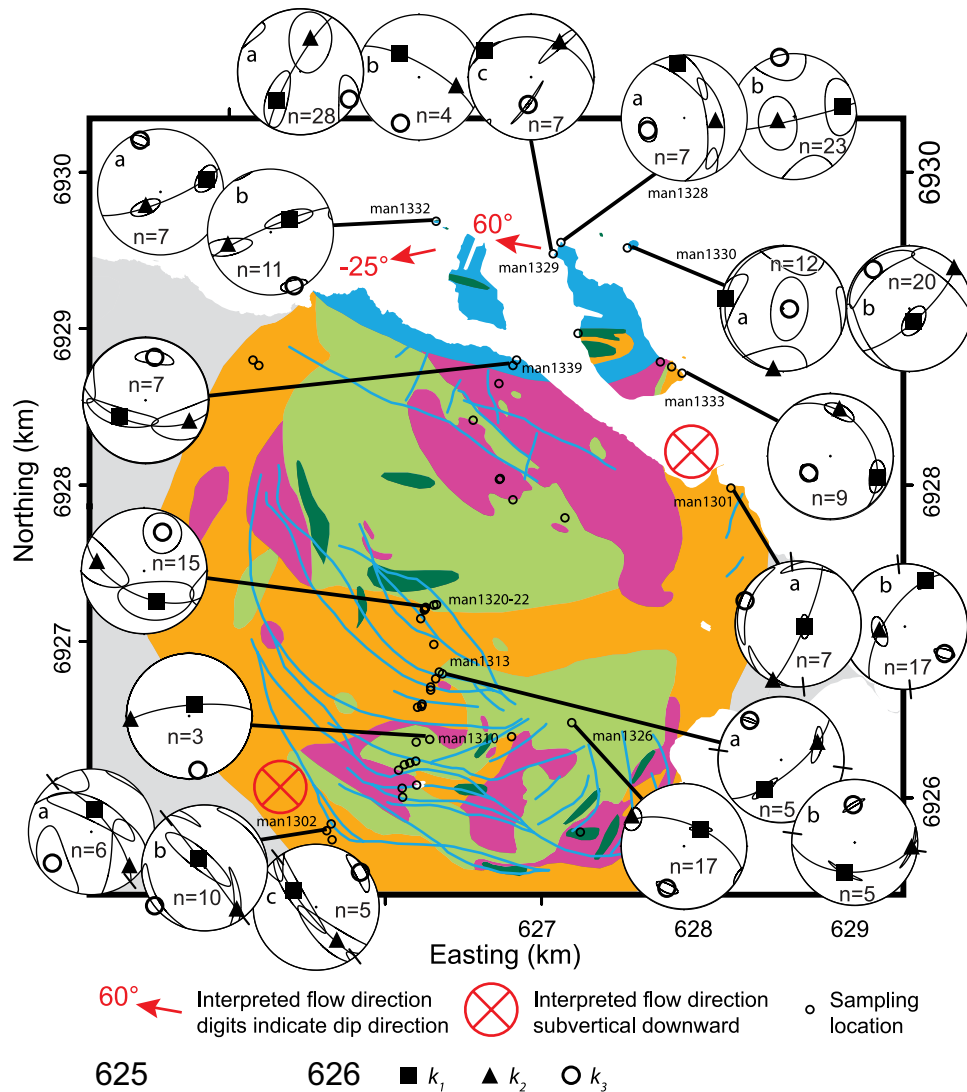 a
n=28
b
n=4
c
n=7
a
n=7
b
n=23
a
n=7
b
n=11
man1332
60°
-25°
man1328
man1329
man1330
n=12
a
n=20
b
6930
6930
6929
6929
6928
6928
6927
6927
6926
Northing (km)
n=7
man1339
man1333
n=9
man1301
n=15
man1320-22
a
n=7
b
n=17
man1313
n=3
man1310
man1326
a
n=5
b
n=5
man1302
a
n=6
b
n=10
c
n=5
n=17
627
628
629
Easting (km)
60°
Interpreted flow direction
digits indicate dip direction
Interpreted flow direction
subvertical downward
Sampling
location
625
626
k1
k2
k3